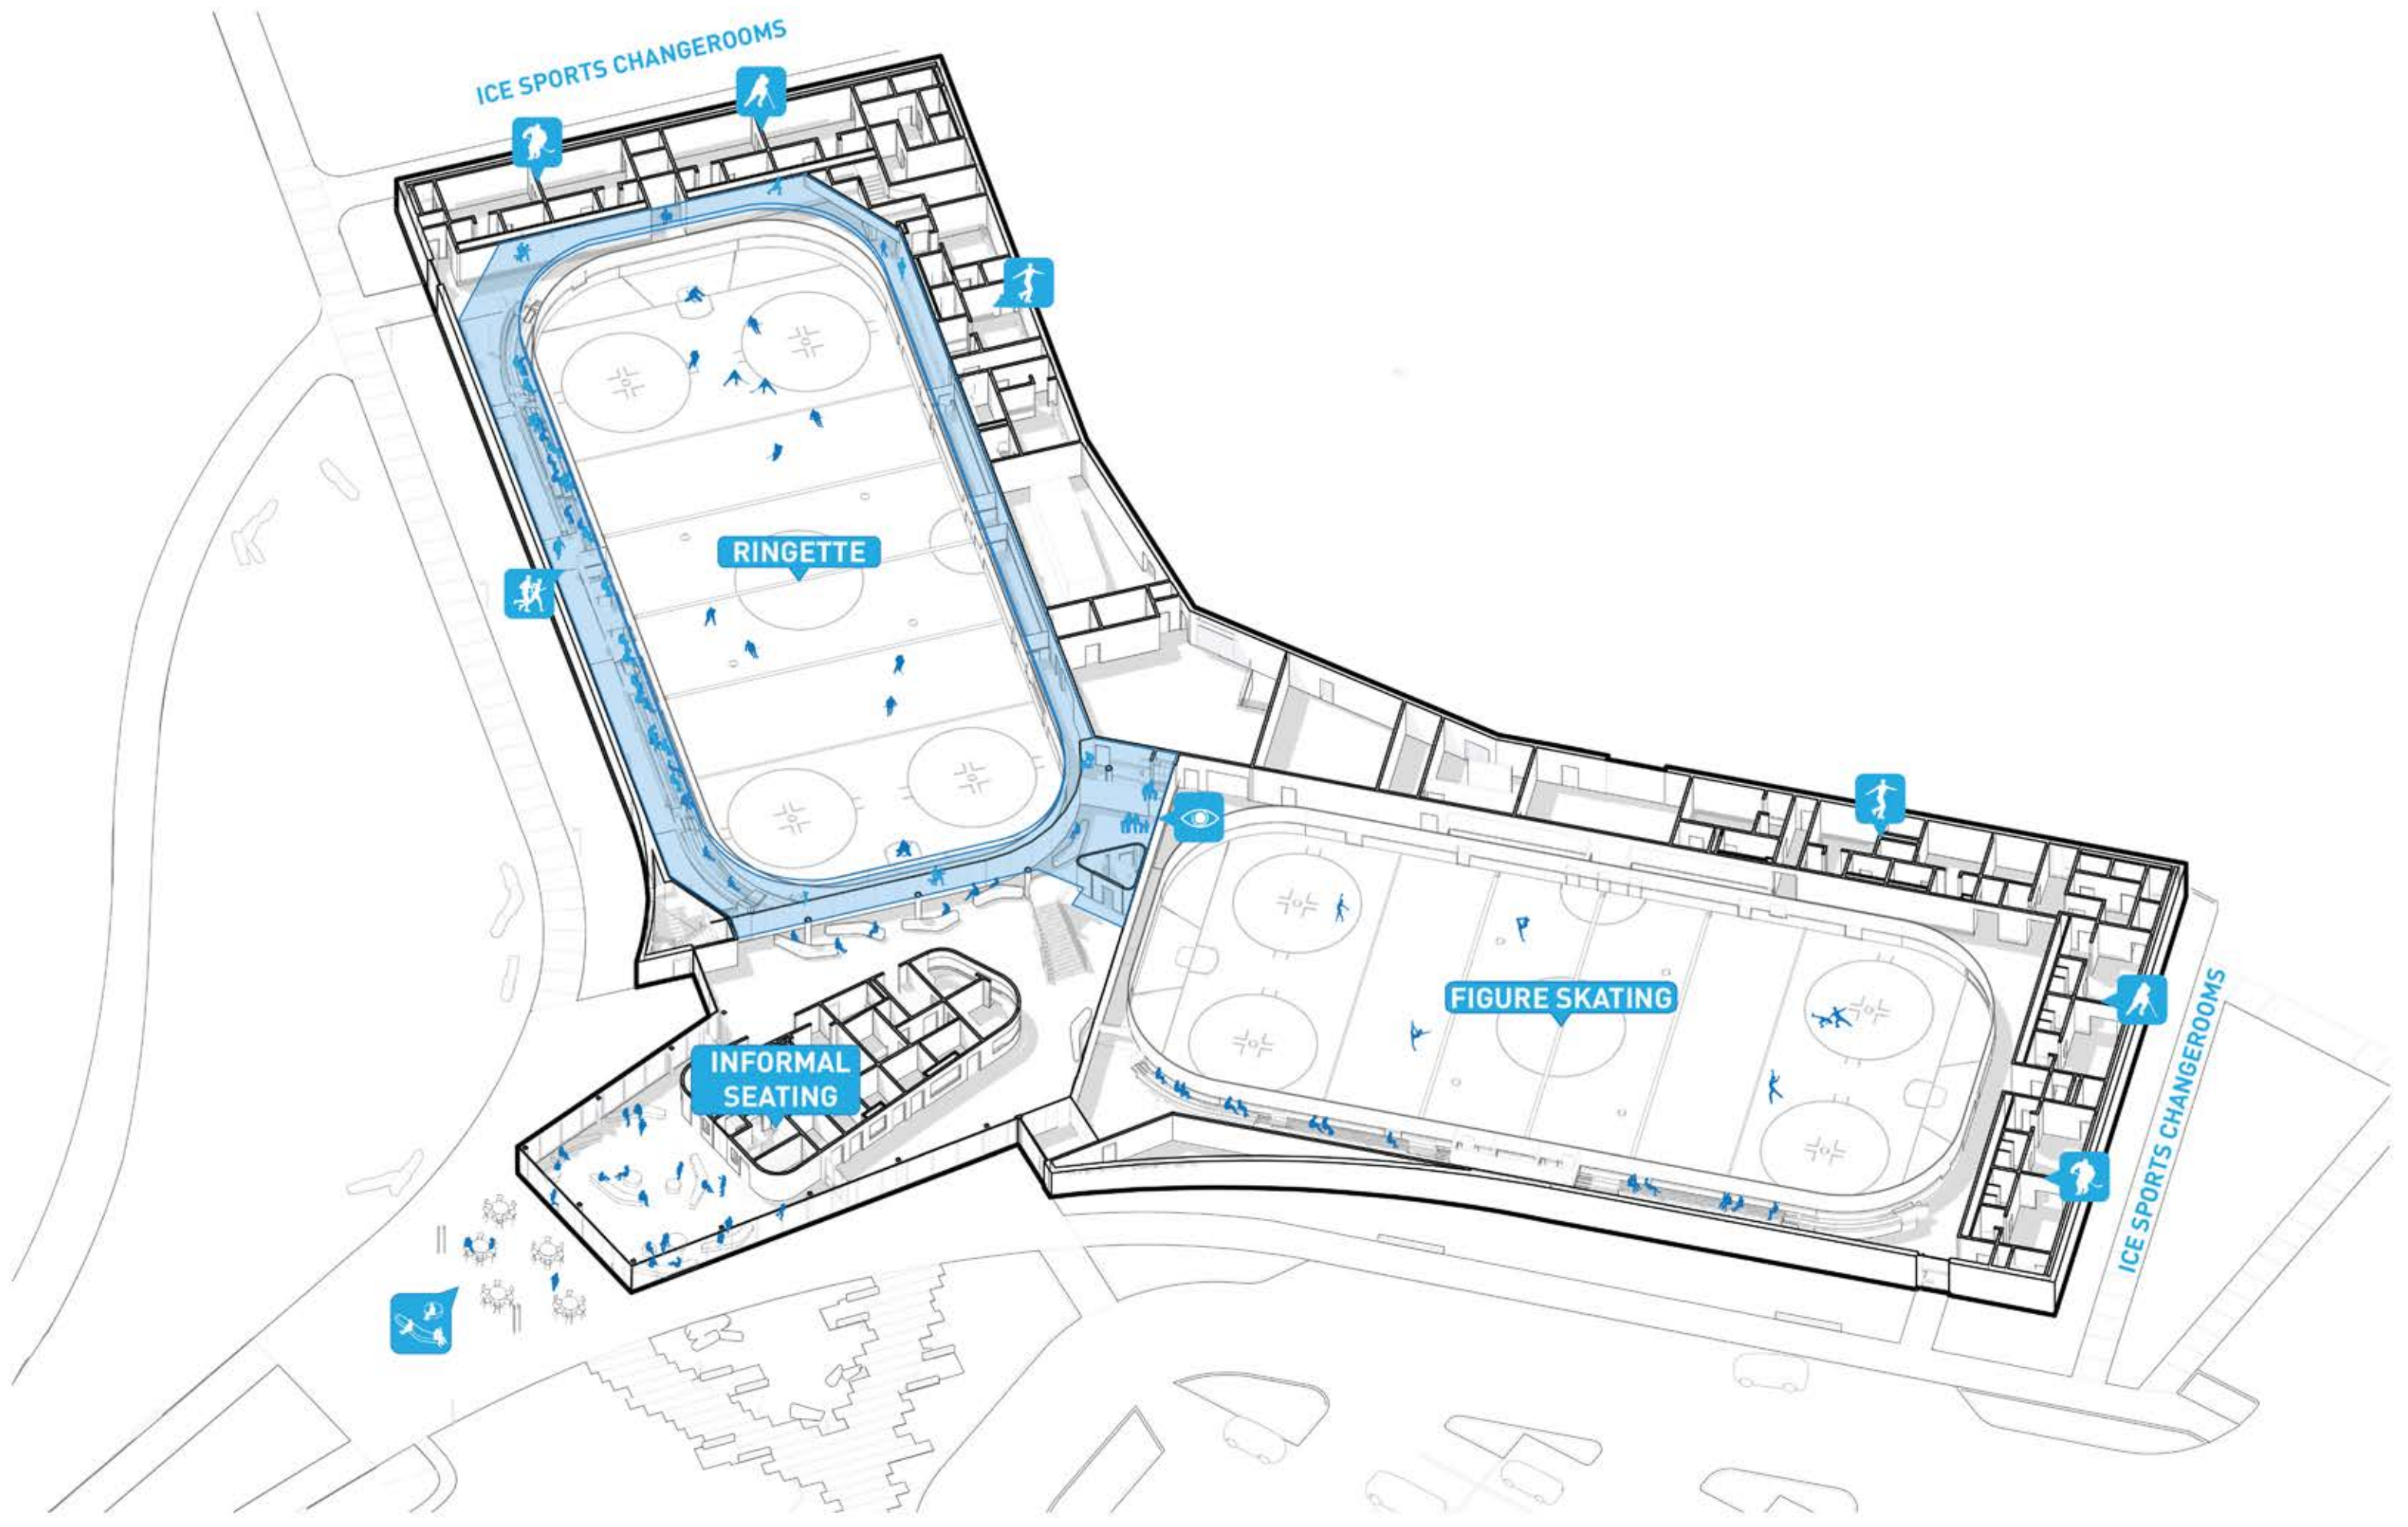 ICE SPORTS CHANGEROOMS
RINGETTE
FIGURE SKATING
INFORMAL
SEATING
ICE SPORTS CHANGEROOMS